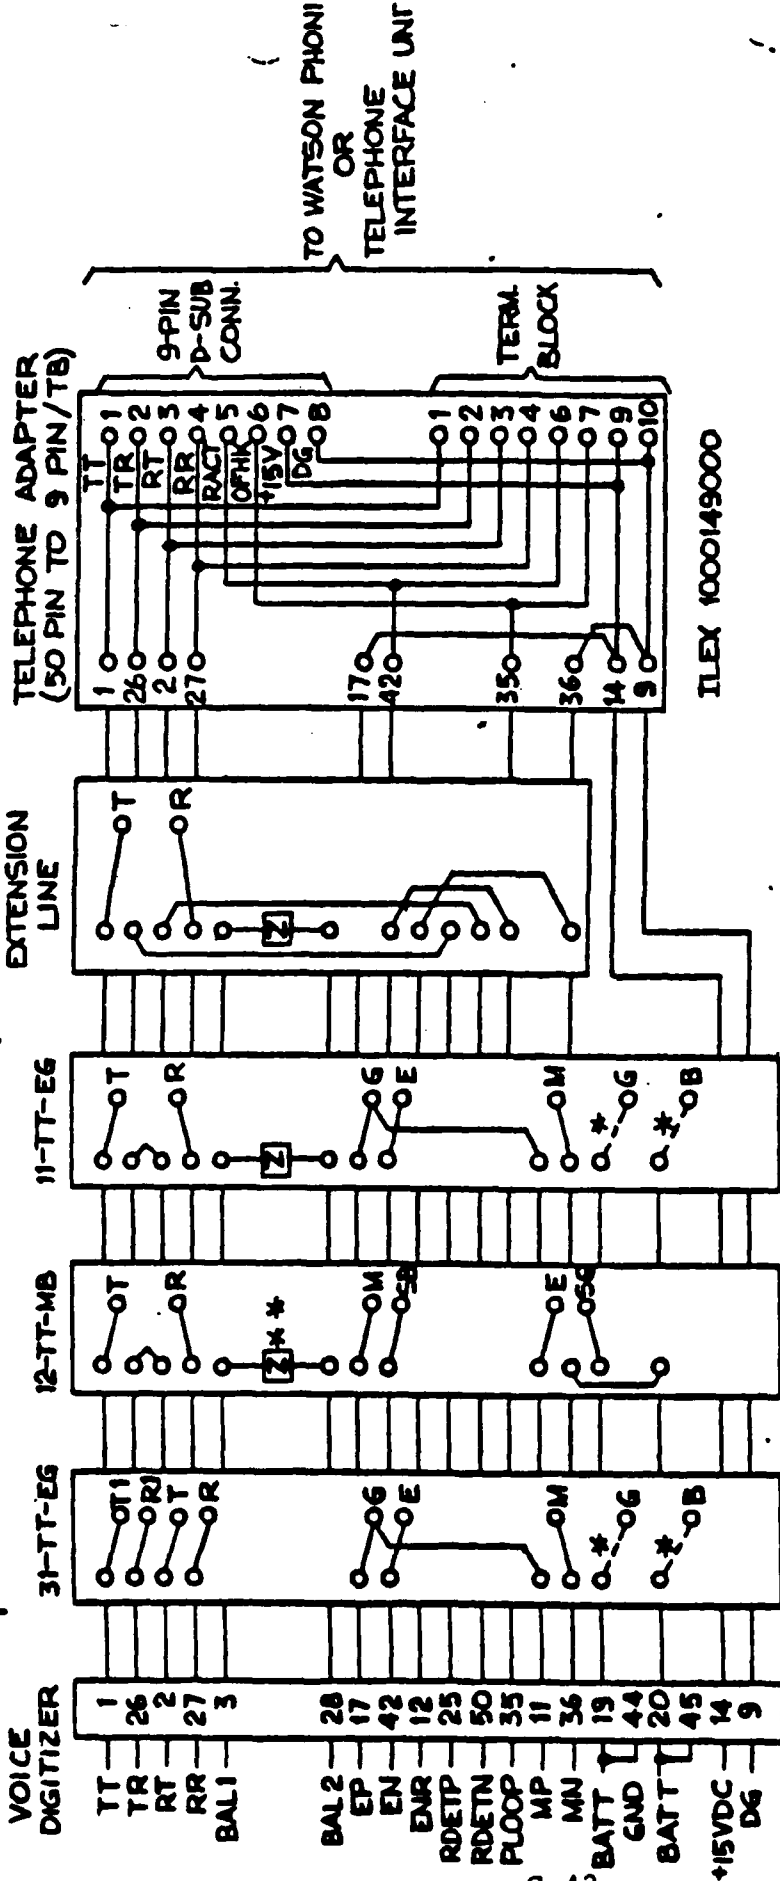 VOICE
DIGITIZER
TT 1
TR 26
RT 2
RR 27
BAL1 3
BAL2 28
EP 17
EN 42
ENR 12
RDETP 25
RDETN 50
PLOOP 35
MP 11
MN 36
BATT 19
GND 44
BATT 20
45
+15VDC 14
DG 9
31-TT-EG
T1
R1
T
R
G
E
M
* G
* B
12-TT-MB
T
R
Z **
M
SB
E
SG
11-TT-EG
T
R
Z
G
E
M
* G
* B
EXTENSION
LINE
T
R
Z
TELEPHONE ADAPTER
(50 PIN TO 9 PIN/TB)
1 TT 1
26 TR 2
2 RT 3
27 RR 4
RACT 5
OFHK 6
+15V 7
DG 8
17
42
35
36
14
9
1
2
3
4
6
7
9
10
9-PIN
D-SUB
CONN.
TERM.
BLOCK
TO WATSON PHONE
OR
TELEPHONE
INTERFACE UNIT
ILEX 1000149000